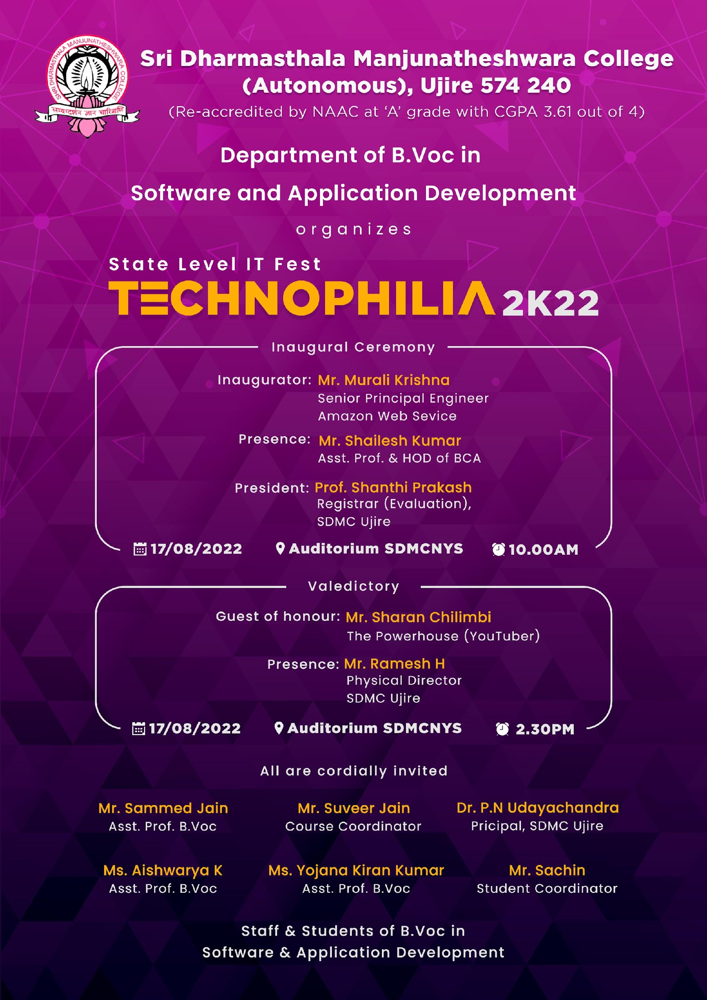 SHRI DHARMASTHALA MANJUNATHESHWARA COLLEGE
सम्यग्दर्शन ज्ञान चारित्राणि
Sri Dharmasthala Manjunatheshwara College
(Autonomous), Ujire 574 240
(Re-accredited by NAAC at ‘A’ grade with CGPA 3.61 out of 4)
Department of B.Voc in
Software and Application Development
organizes
State Level IT Fest
TECHNOPHILIA 2K22
Inaugural Ceremony
Inaugurator: Mr. Murali Krishna
Senior Principal Engineer
Amazon Web Sevice
Presence: Mr. Shailesh Kumar
Asst. Prof. & HOD of BCA
President: Prof. Shanthi Prakash
Registrar (Evaluation),
SDMC Ujire
17/08/2022 Auditorium SDMCNYS 10.00AM
Valedictory
Guest of honour: Mr. Sharan Chilimbi
The Powerhouse (YouTuber)
Presence: Mr. Ramesh H
Physical Director
SDMC Ujire
17/08/2022 Auditorium SDMCNYS 2.30PM
All are cordially invited
Mr. Sammed Jain Mr. Suveer Jain Dr. P.N Udayachandra
Asst. Prof. B.Voc Course Coordinator Pricipal, SDMC Ujire
Ms. Aishwarya K Ms. Yojana Kiran Kumar Mr. Sachin
Asst. Prof. B.Voc Asst. Prof. B.Voc Student Coordinator
Staff & Students of B.Voc in
Software & Application Development